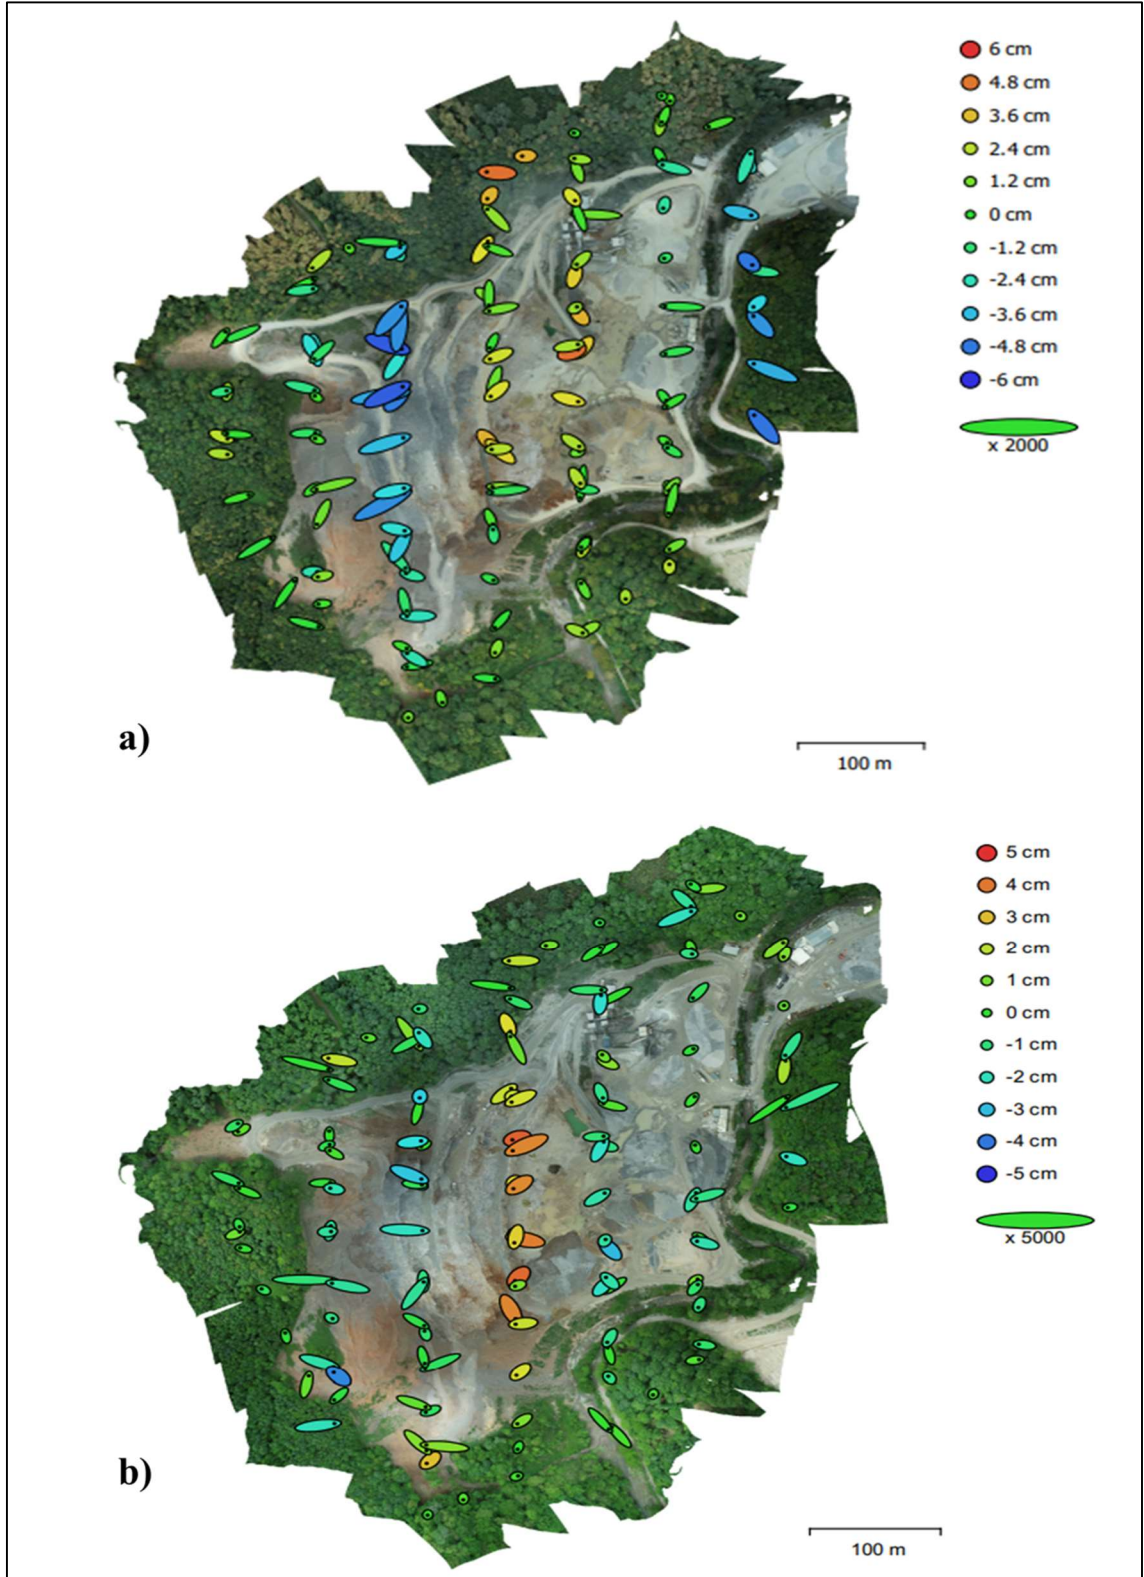 6 cm
4.8 cm
3.6 cm
2.4 cm
1.2 cm
0 cm
-1.2 cm
-2.4 cm
-3.6 cm
-4.8 cm
-6 cm
x 2000
a)
100 m
5 cm
4 cm
3 cm
2 cm
1 cm
0 cm
-1 cm
-2 cm
-3 cm
-4 cm
-5 cm
x 5000
b)
100 m